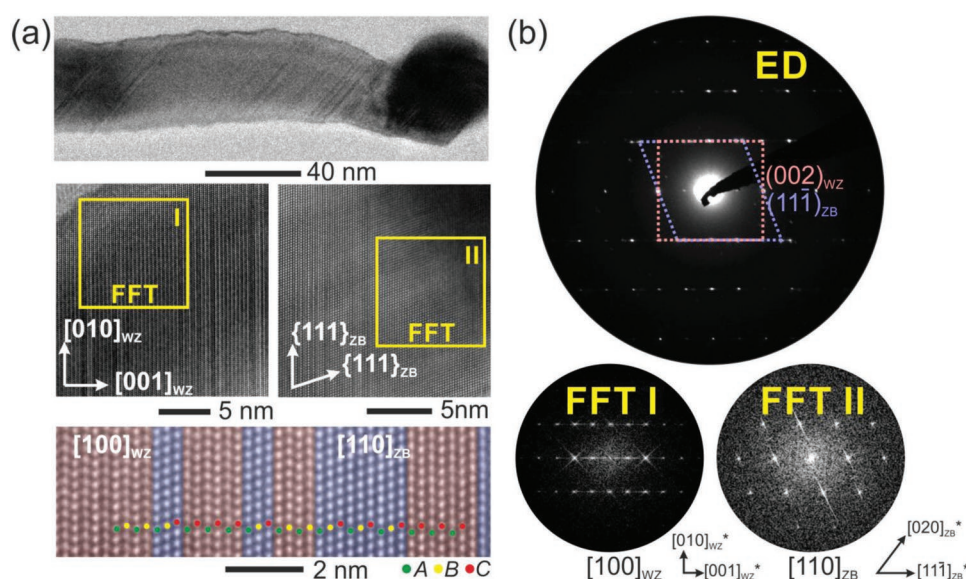 (a)
40 nm
I
FFT
[010]WZ
[001]WZ
5 nm
II
FFT
{111}ZB
{111}ZB
5nm
[100]WZ
[110]ZB
2 nm
A B C
(b)
ED
(002)WZ
(111̅)ZB
FFT I
[100]WZ
[010]WZ*
[001]WZ*
FFT II
[110]ZB
[020]ZB*
[111̅]ZB*